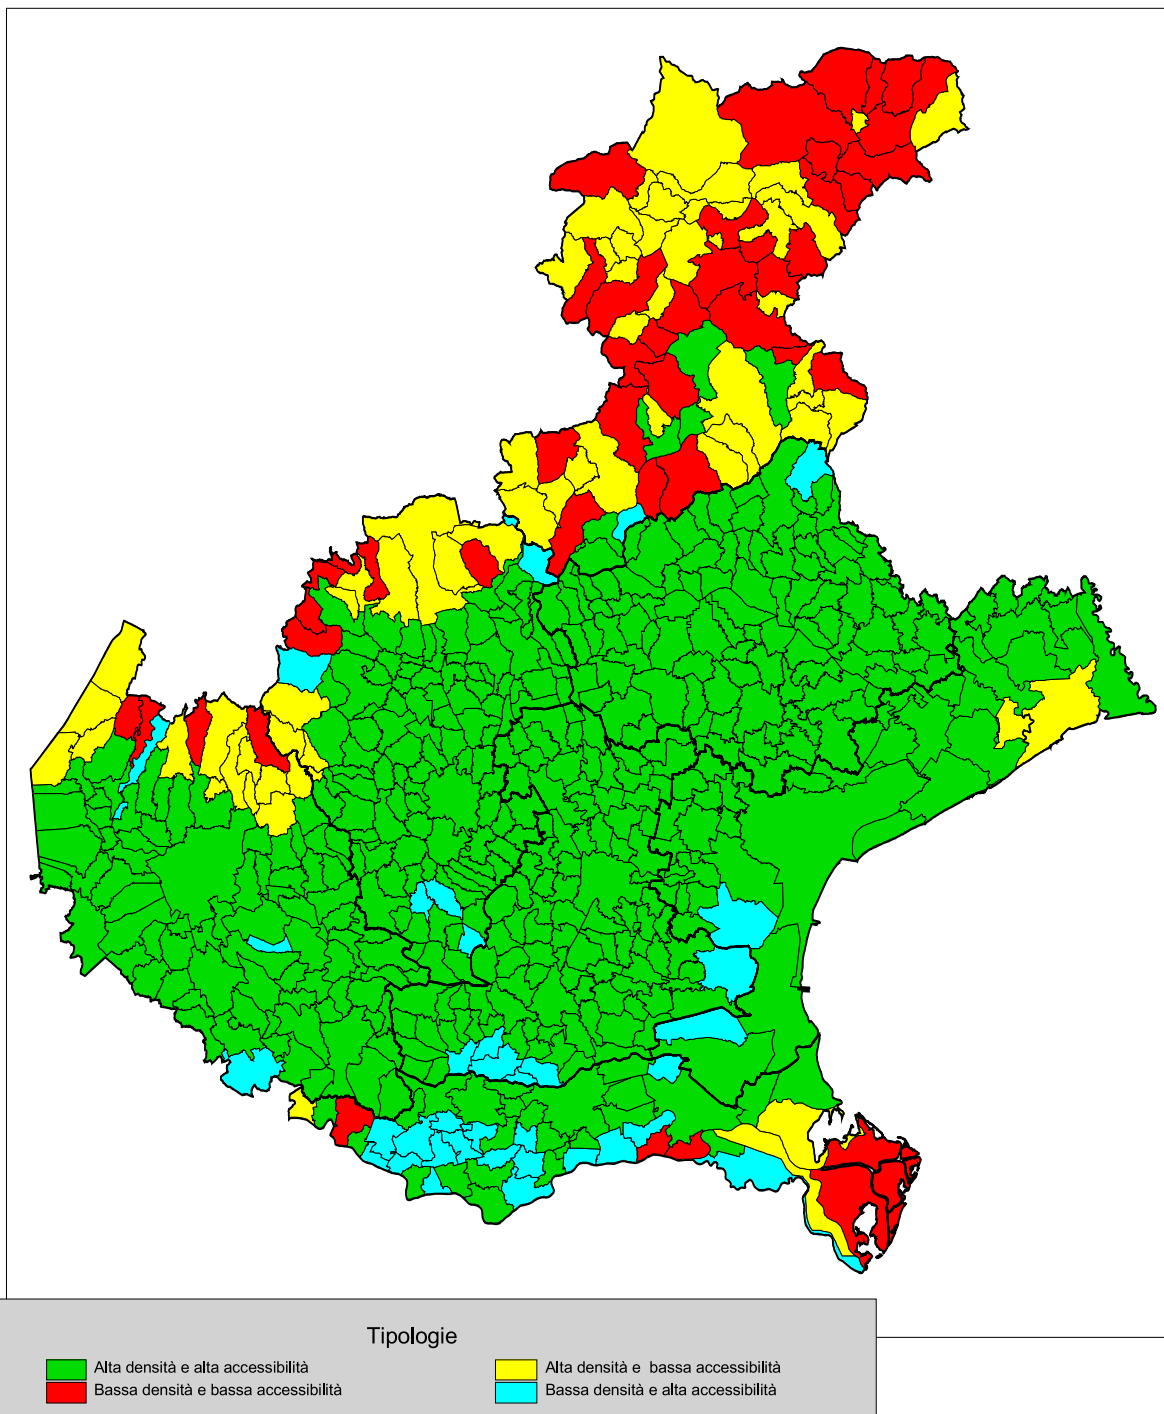 Tipologie
Alta densità e alta accessibilità
Alta densità e bassa accessibilità
Bassa densità e bassa accessibilità
Bassa densità e alta accessibilità